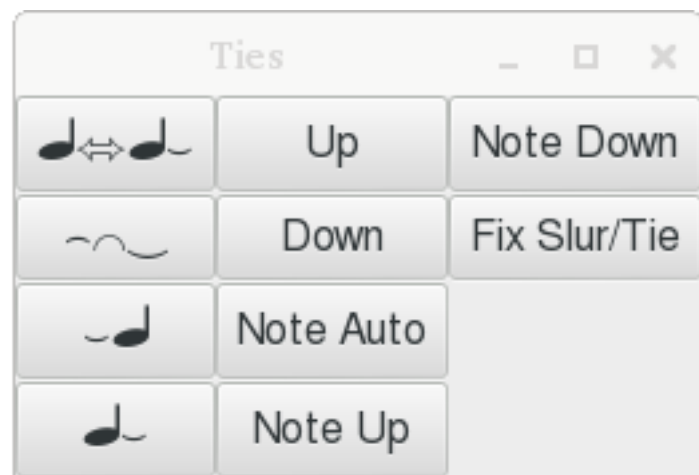 Ties
Up
Note Down
Down
Fix Slur/Tie
Note Auto
Note Up